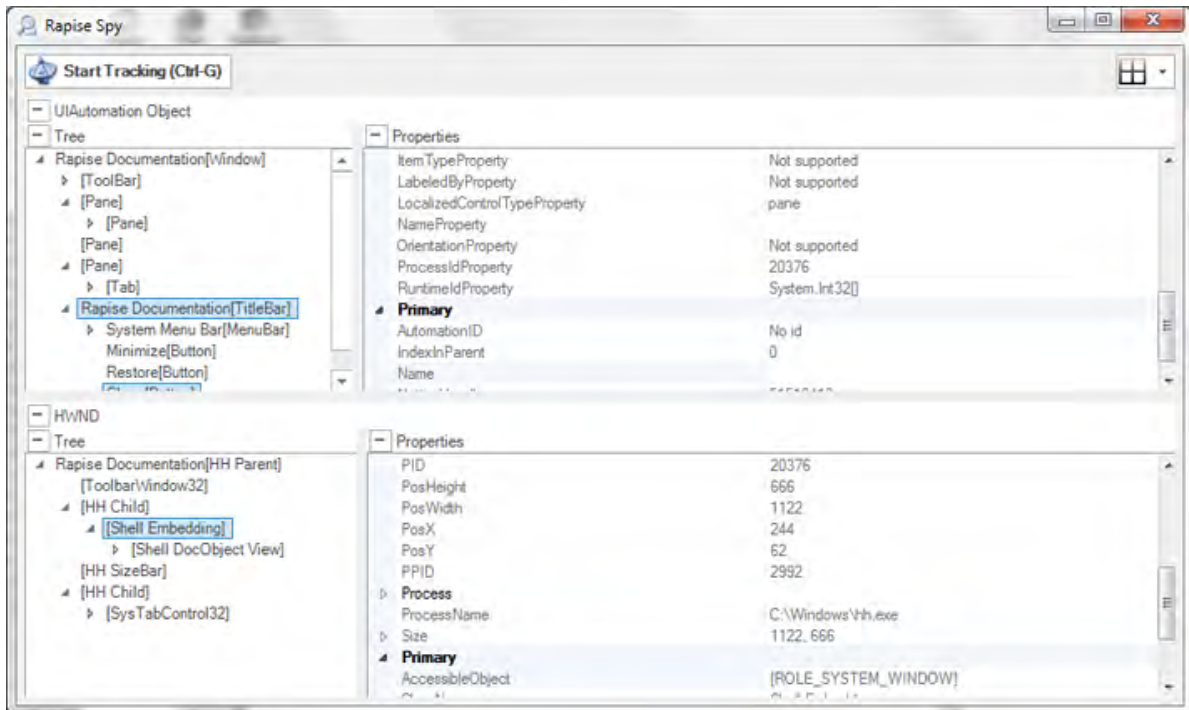 Rapise Spy
Start Tracking (Ctrl-G)
UIAutomation Object
Tree
Rapise Documentation[Window]
[ToolBar]
[Pane]
[Pane]
[Pane]
[Pane]
[Tab]
Rapise Documentation[TitleBar]
System Menu Bar[MenuBar]
Minimize[Button]
Restore[Button]
Properties
ItemTypeProperty Not supported
LabeledByProperty Not supported
LocalizedControlTypeProperty pane
NameProperty
OrientationProperty Not supported
ProcessIdProperty 20376
RuntimeIdProperty System.Int32[]
Primary
AutomationID No id
IndexInParent 0
Name
HWND
Tree
Rapise Documentation[HH Parent]
[ToolbarWindow32]
[HH Child]
[Shell Embedding]
[Shell DocObject View]
[HH SizeBar]
[HH Child]
[SysTabControl32]
Properties
PID 20376
PosHeight 666
PosWidth 1122
PosX 244
PosY 62
PPID 2992
Process
ProcessName C:\Windows\hh.exe
Size 1122, 666
Primary
AccessibleObject [ROLE_SYSTEM_WINDOW]